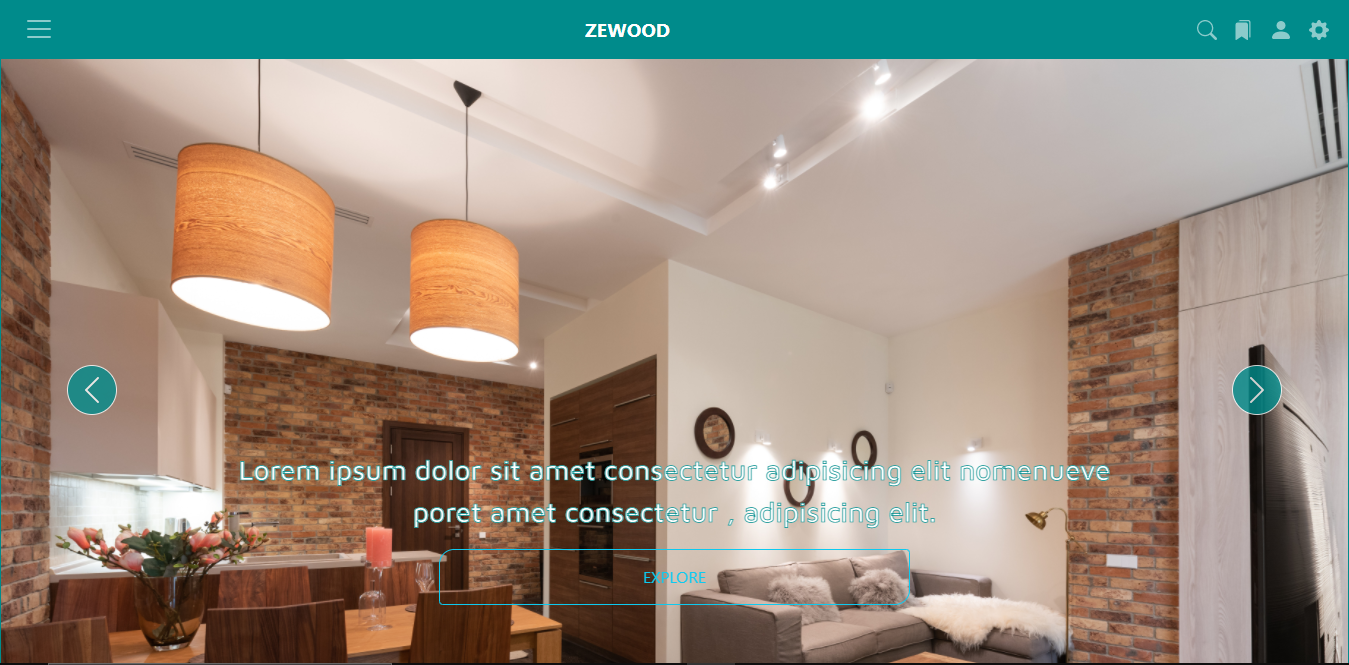 ZEWOOD
Lorem ipsum dolor sit amet consectetur adipisicing elit nomenueve
poret amet consectetur , adipisicing elit.
EXPLORE